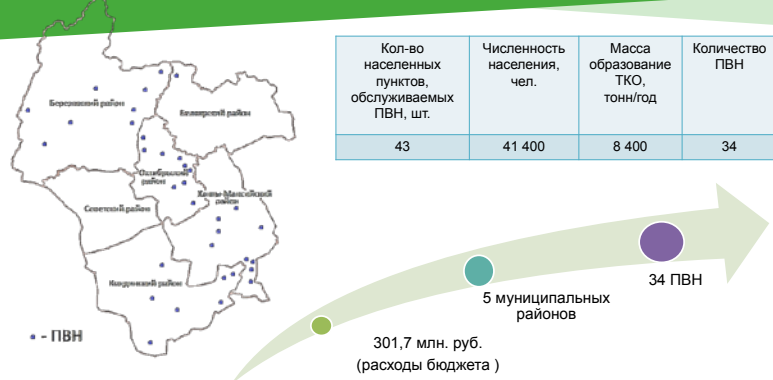 Кол-во
населенных
пунктов,
обслуживаемых
ПВН, шт.
Численность
населения,
чел.
Масса
образование
ТКО,
тонн/год
Количество
ПВН
43
41 400
8 400
34
Березовский район
Белоярский район
Октябрьский
район
Ханты-Мансийский
район
Советский район
Кондинский район
- ПВН
34 ПВН
5 муниципальных
районов
301,7 млн. руб.
(расходы бюджета )